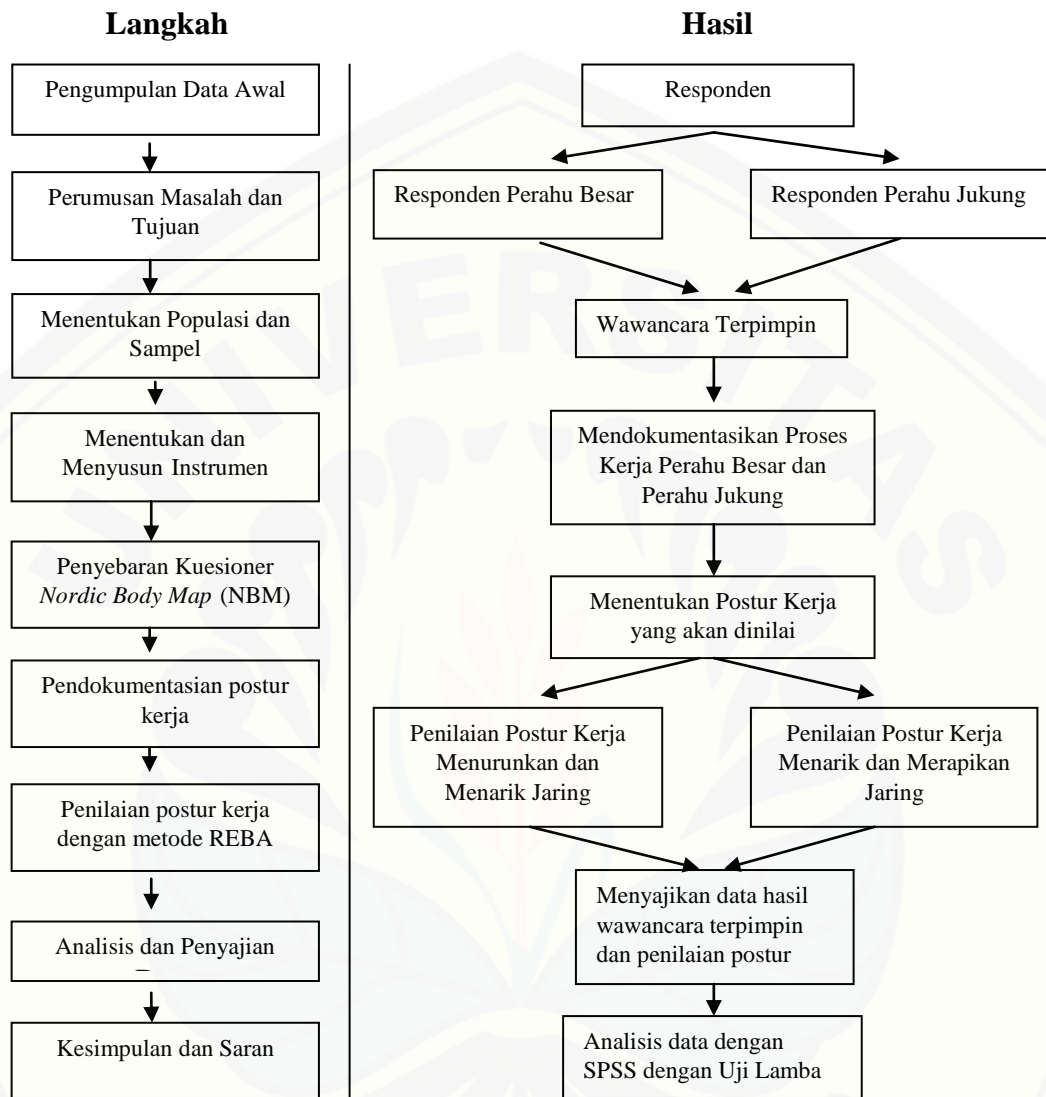 Langkah
Pengumpulan Data Awal
Perumusan Masalah dan
Tujuan
Menentukan Populasi dan
Sampel
Menentukan dan
Menyusun Instrumen
Penyebaran Kuesioner
Nordic Body Map (NBM)
Pendokumentasian postur
kerja
Penilaian postur kerja
dengan metode REBA
Analisis dan Penyajian
Kesimpulan dan Saran
Hasil
Responden
Responden Perahu Besar
Responden Perahu Jukung
Wawancara Terpimpin
Mendokumentasikan Proses
Kerja Perahu Besar dan
Perahu Jukung
Menentukan Postur Kerja
yang akan dinilai
Penilaian Postur Kerja
Menurunkan dan
Menarik Jaring
Penilaian Postur Kerja
Menarik dan Merapikan
Jaring
Menyajikan data hasil
wawancara terpimpin
dan penilaian postur
Analisis data dengan
SPSS dengan Uji Lamba
UNIVERSITAS